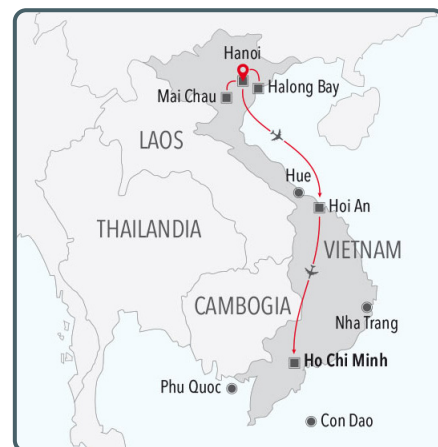 Hanoi
Mai Chau
Halong Bay
LAOS
Hue
Hoi An
THAILANDIA
VIETNAM
CAMBOGIA
Nha Trang
Ho Chi Minh
Phu Quoc
Con Dao